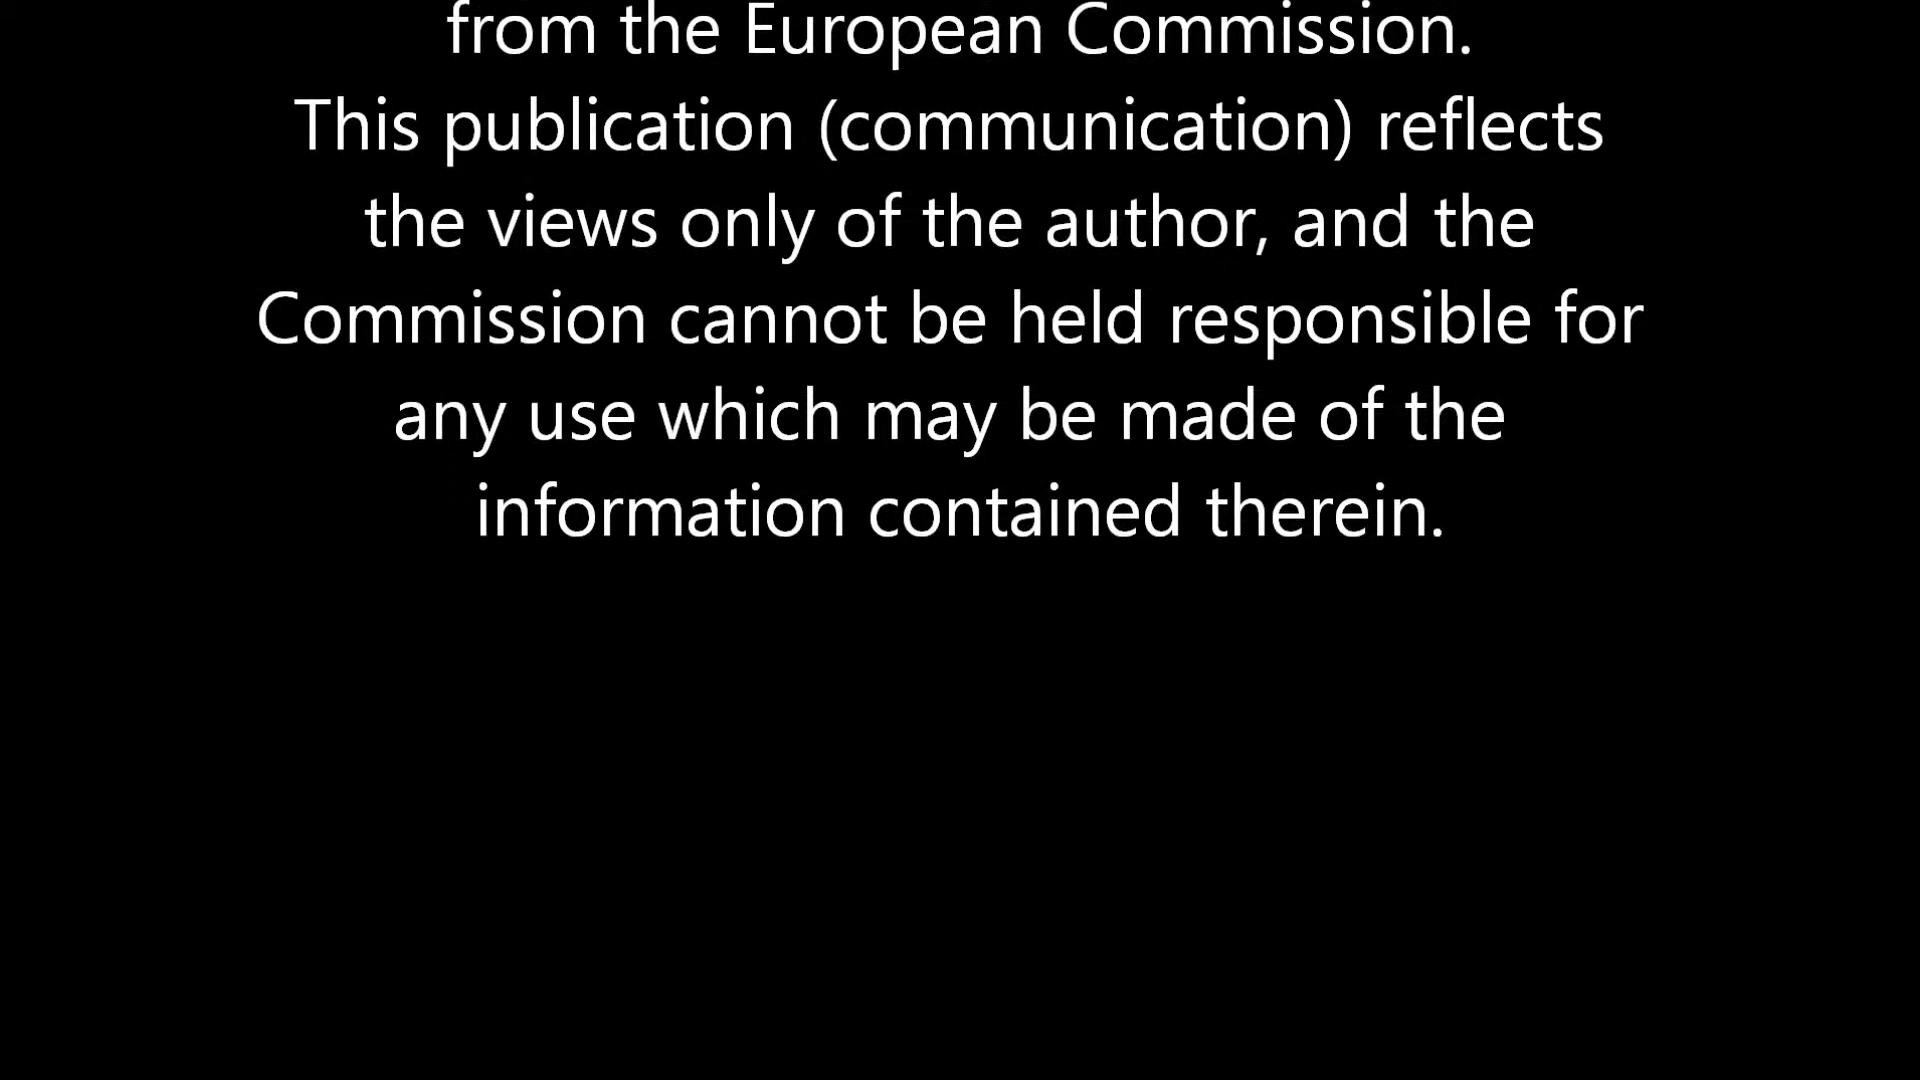 from the European Commission.
This publication (communication) reflects
the views only of the author, and the
Commission cannot be held responsible for
any use which may be made of the
information contained therein.